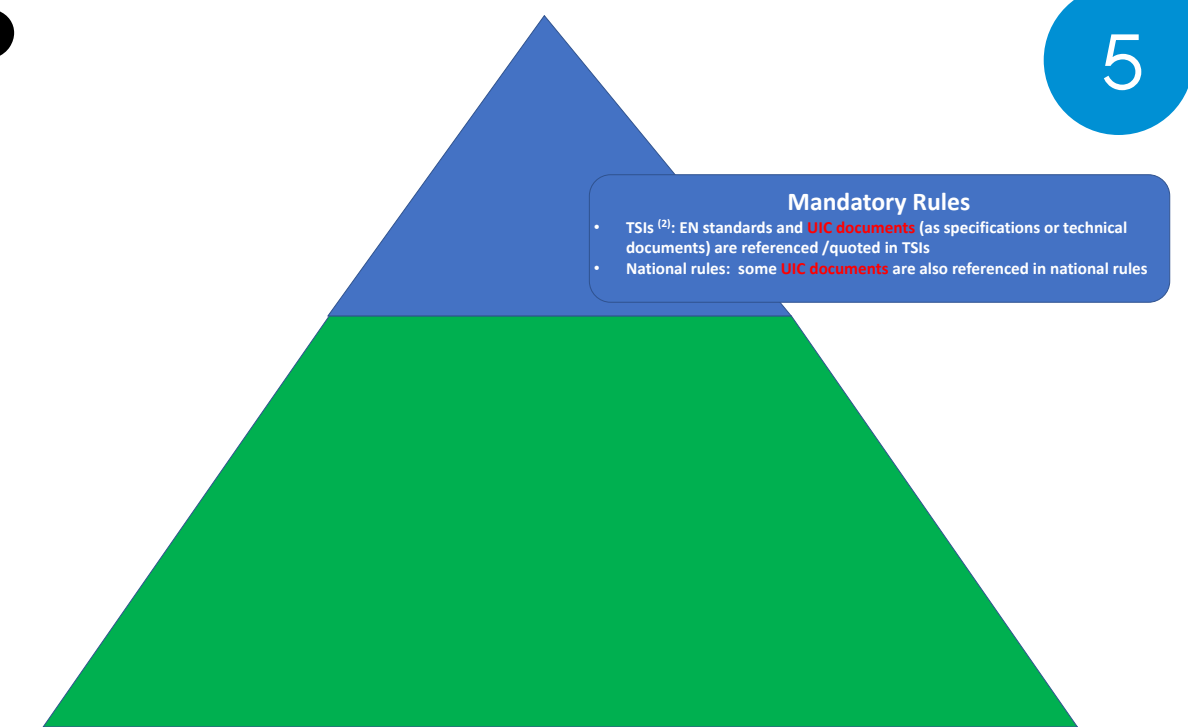 5
Mandatory Rules
• TSIs (2): EN standards and UIC documents (as specifications or technical
documents) are referenced /quoted in TSIs
• National rules:  some UIC documents are also referenced in national rules